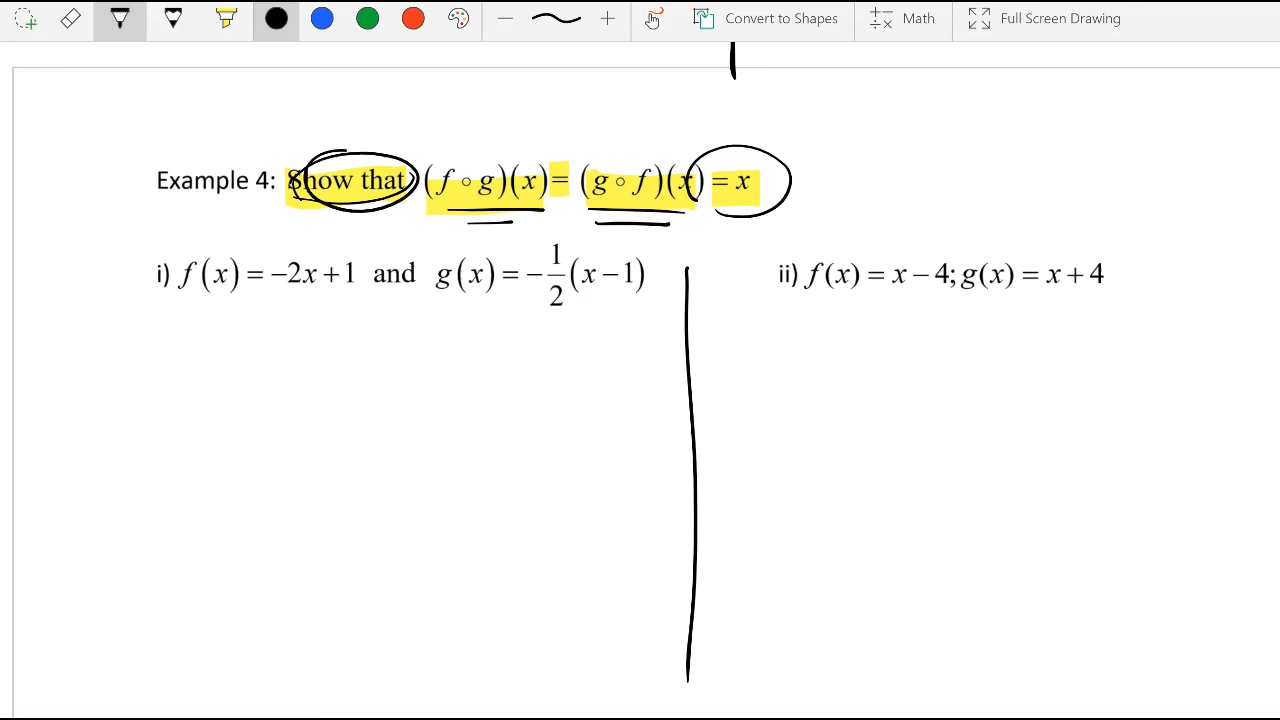 Convert to Shapes Math Full Screen Drawing
Example 4: Show that (f ∘ g)(x) = (g ∘ f)(x) = x
i) f(x) = −2x + 1 and g(x) = −1/2(x − 1)
ii) f(x) = x − 4; g(x) = x + 4